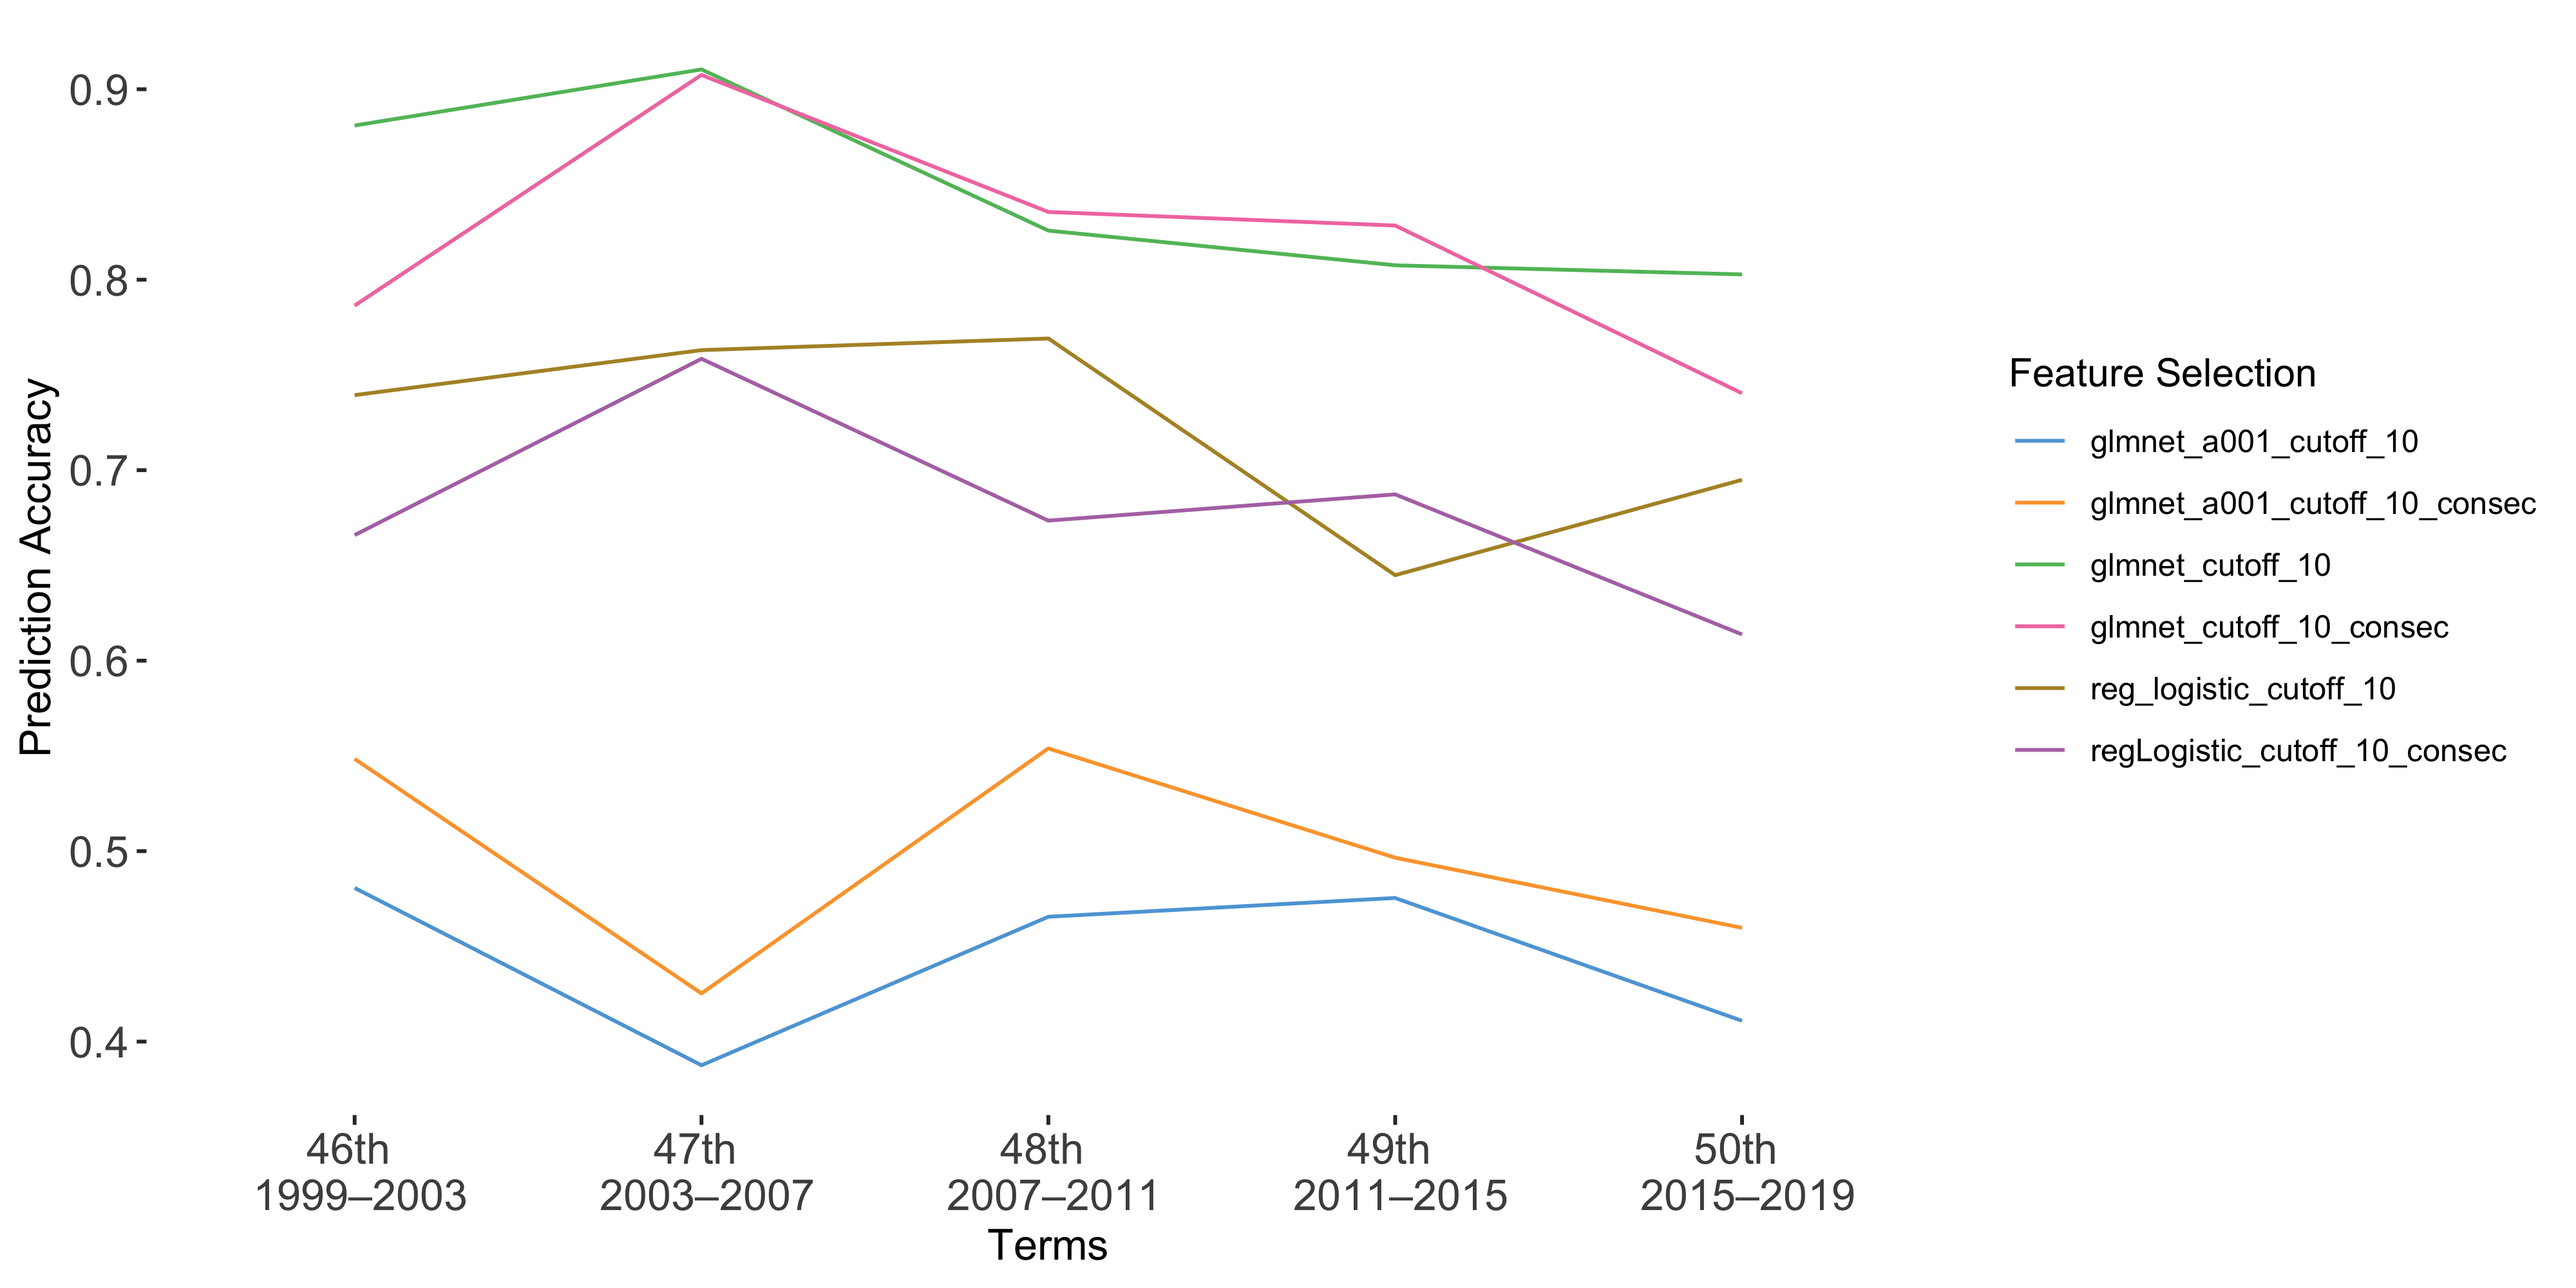 Prediction Accuracy
0.9
0.8
0.7
0.6
0.5
0.4
46th
1999–2003
47th
2003–2007
48th
2007–2011
49th
2011–2015
50th
2015–2019
Terms
Feature Selection
glmnet_a001_cutoff_10
glmnet_a001_cutoff_10_consec
glmnet_cutoff_10
glmnet_cutoff_10_consec
reg_logistic_cutoff_10
regLogistic_cutoff_10_consec